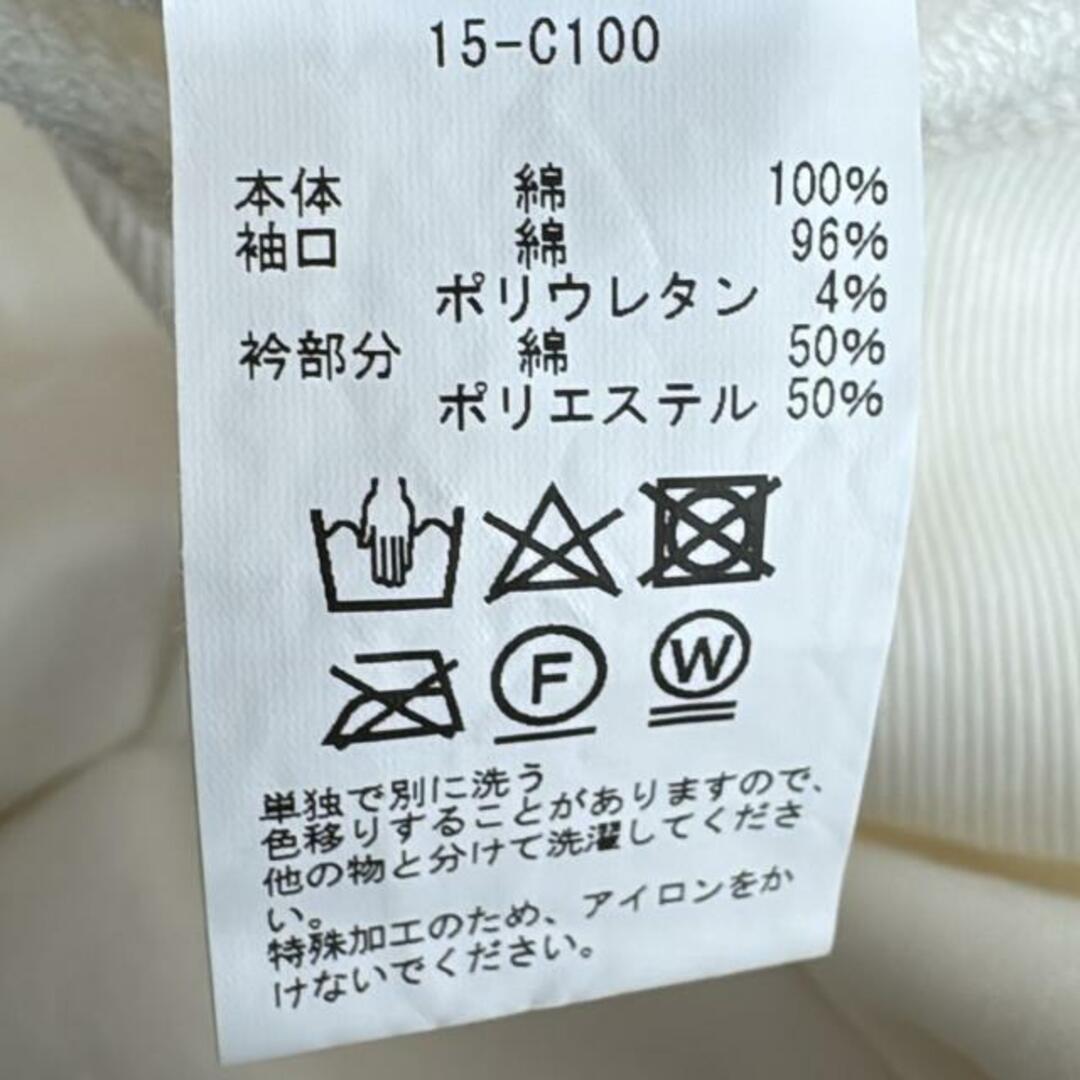 15-C100
本体 綿 100%
袖口 綿 96%
ポリウレタン 4%
衿部分 綿 50%
ポリエステル 50%
F W
単独で別に洗う
色移りすることがありますので、
他の物と分けて洗濯してくださ
い。
特殊加工のため、アイロンをか
けないでください。